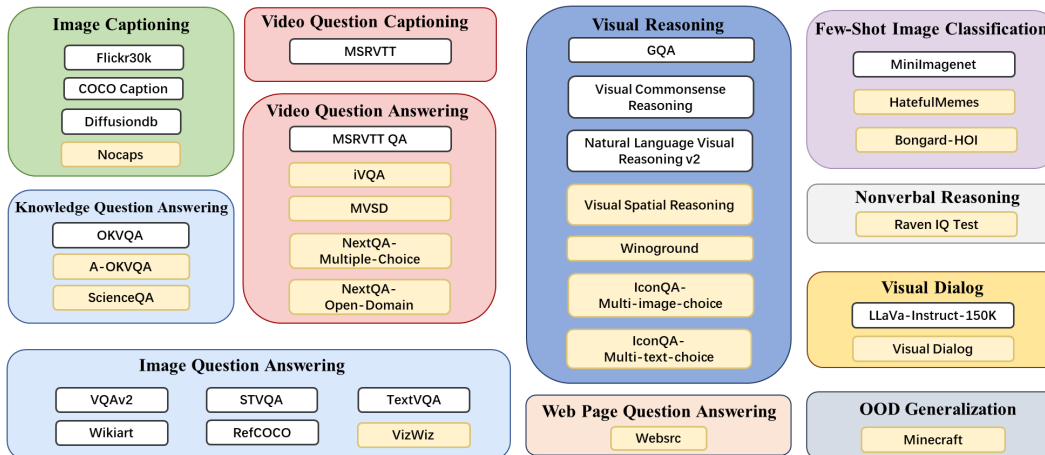 Image Captioning
Flickr30k
COCO Caption
Diffusiondb
Nocaps
Knowledge Question Answering
OKVQA
A-OKVQA
ScienceQA
Video Question Captioning
MSRVTT
Video Question Answering
MSRVTT QA
iVQA
MVSD
NextQA-
Multiple-Choice
NextQA-
Open-Domain
Image Question Answering
VQAv2
STVQA
TextVQA
Wikiart
RefCOCO
VizWiz
Visual Reasoning
GQA
Visual Commonsense
Reasoning
Natural Language Visual
Reasoning v2
Visual Spatial Reasoning
Winoground
IconQA-
Multi-image-choice
IconQA-
Multi-text-choice
Web Page Question Answering
Websrc
Few-Shot Image Classification
MiniImagenet
HatefulMemes
Bongard-HOI
Nonverbal Reasoning
Raven IQ Test
Visual Dialog
LLaVa-Instruct-150K
Visual Dialog
OOD Generalization
Minecraft